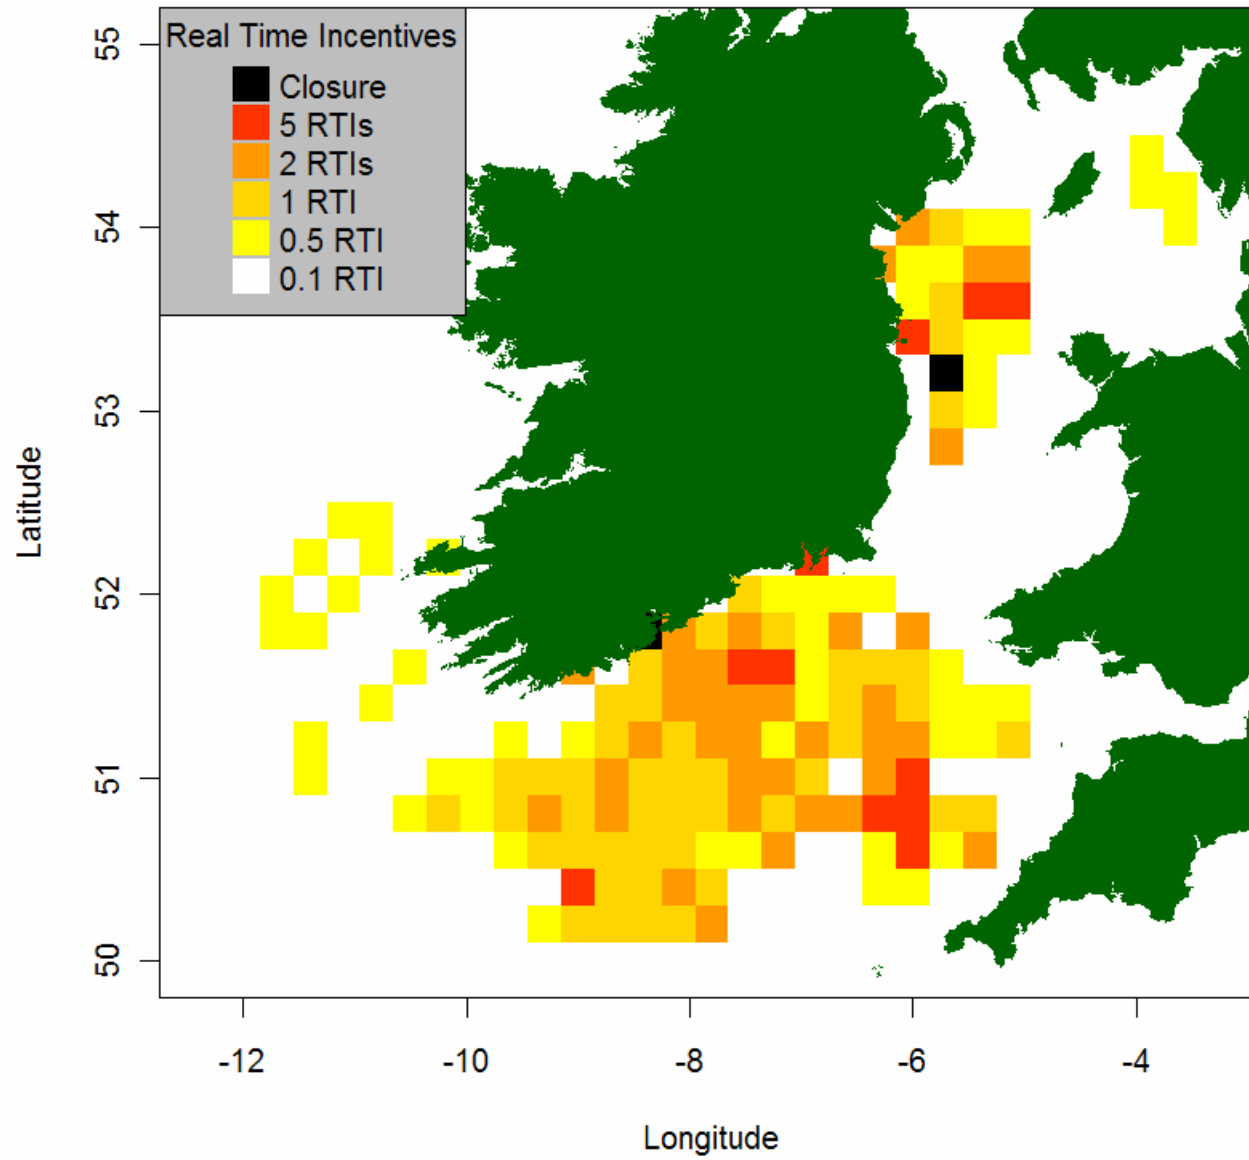 Real Time Incentives
Closure
5 RTIs
2 RTIs
1 RTI
0.5 RTI
0.1 RTI
55
54
53
52
51
50
Latitude
-12
-10
-8
-6
-4
Longitude